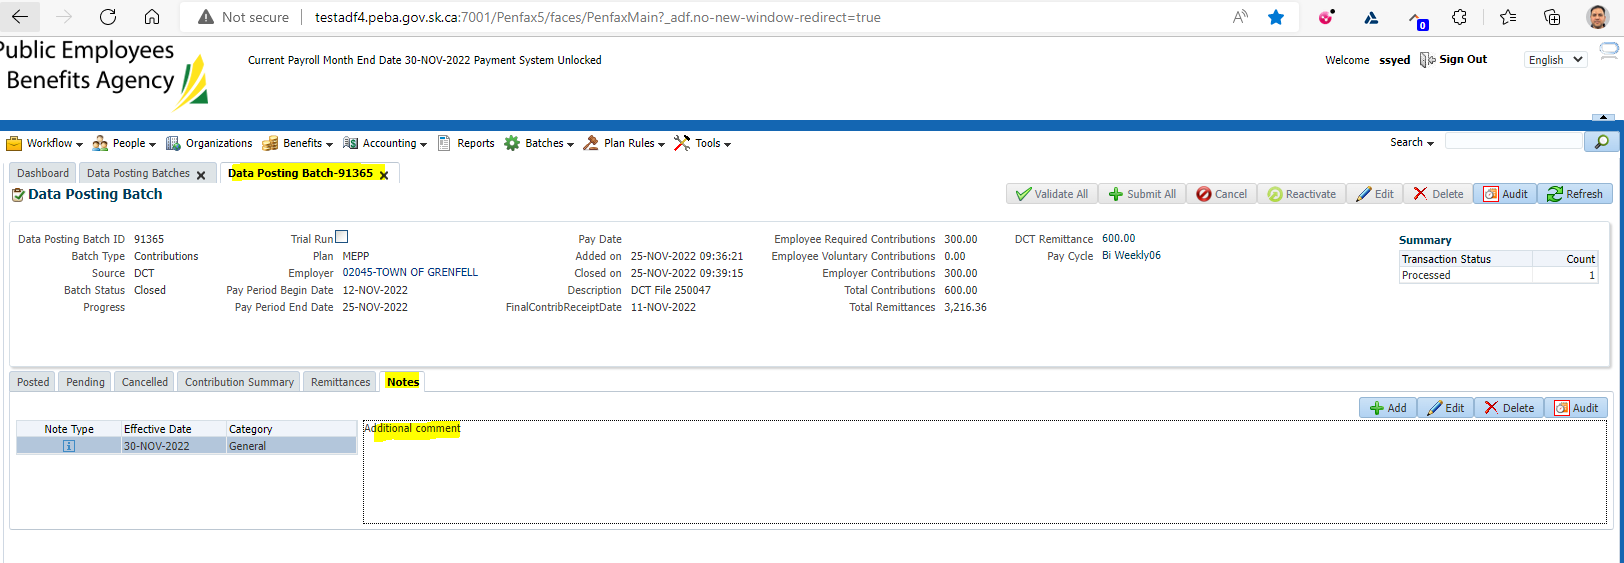 Not secure testadf4.peba.gov.sk.ca:7001/Penfax5/faces/PenfaxMain?_adf.no-new-window-redirect=true
0
Public Employees
Benefits Agency
Current Payroll Month End Date 30-NOV-2022 Payment System Unlocked
Welcome ssyed Sign Out English
Workflow People Organizations Benefits Accounting Reports Batches Plan Rules Tools Search
Dashboard Data Posting Batches Data Posting Batch-91365
Data Posting Batch Validate All Submit All Cancel Reactivate Edit Delete Audit Refresh
Data Posting Batch ID 91365 Trial Run Pay Date Employee Required Contributions 300.00 DCT Remittance 600.00 Summary
Batch Type Contributions Plan MEPP Added on 25-NOV-2022 09:36:21 Employee Voluntary Contributions 0.00 Pay Cycle Bi Weekly06 Transaction Status Count
Source DCT Employer 02045-TOWN OF GRENFELL Closed on 25-NOV-2022 09:39:15 Employer Contributions 300.00 Processed 1
Batch Status Closed Pay Period Begin Date 12-NOV-2022 Description DCT File 250047 Total Contributions 600.00
Progress Pay Period End Date 25-NOV-2022 FinalContribReceiptDate 11-NOV-2022 Total Remittances 3,216.36
Posted Pending Cancelled Contribution Summary Remittances Notes
Add Edit Delete Audit
Note Type Effective Date Category Additional comment
30-NOV-2022 General